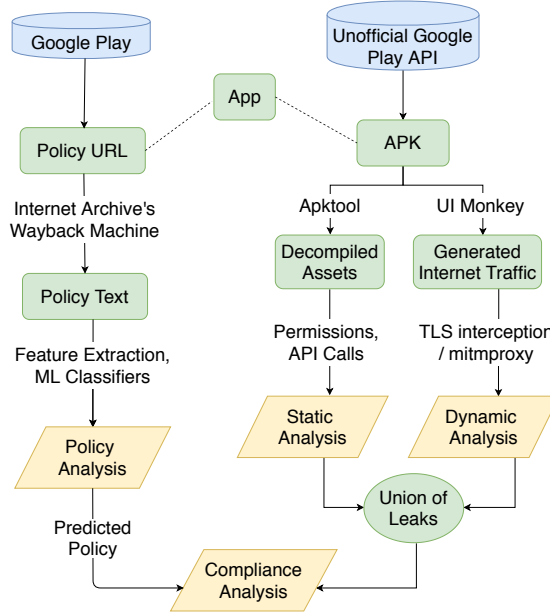 Google Play
Unofficial Google
Play API
App
Policy URL
APK
Internet Archive's
Wayback Machine
Apktool
UI Monkey
Decompiled
Assets
Generated
Internet Traffic
Policy Text
Permissions,
API Calls
TLS interception
/ mitmproxy
Feature Extraction,
ML Classifiers
Policy
Analysis
Static
Analysis
Dynamic
Analysis
Union of
Leaks
Predicted
Policy
Compliance
Analysis